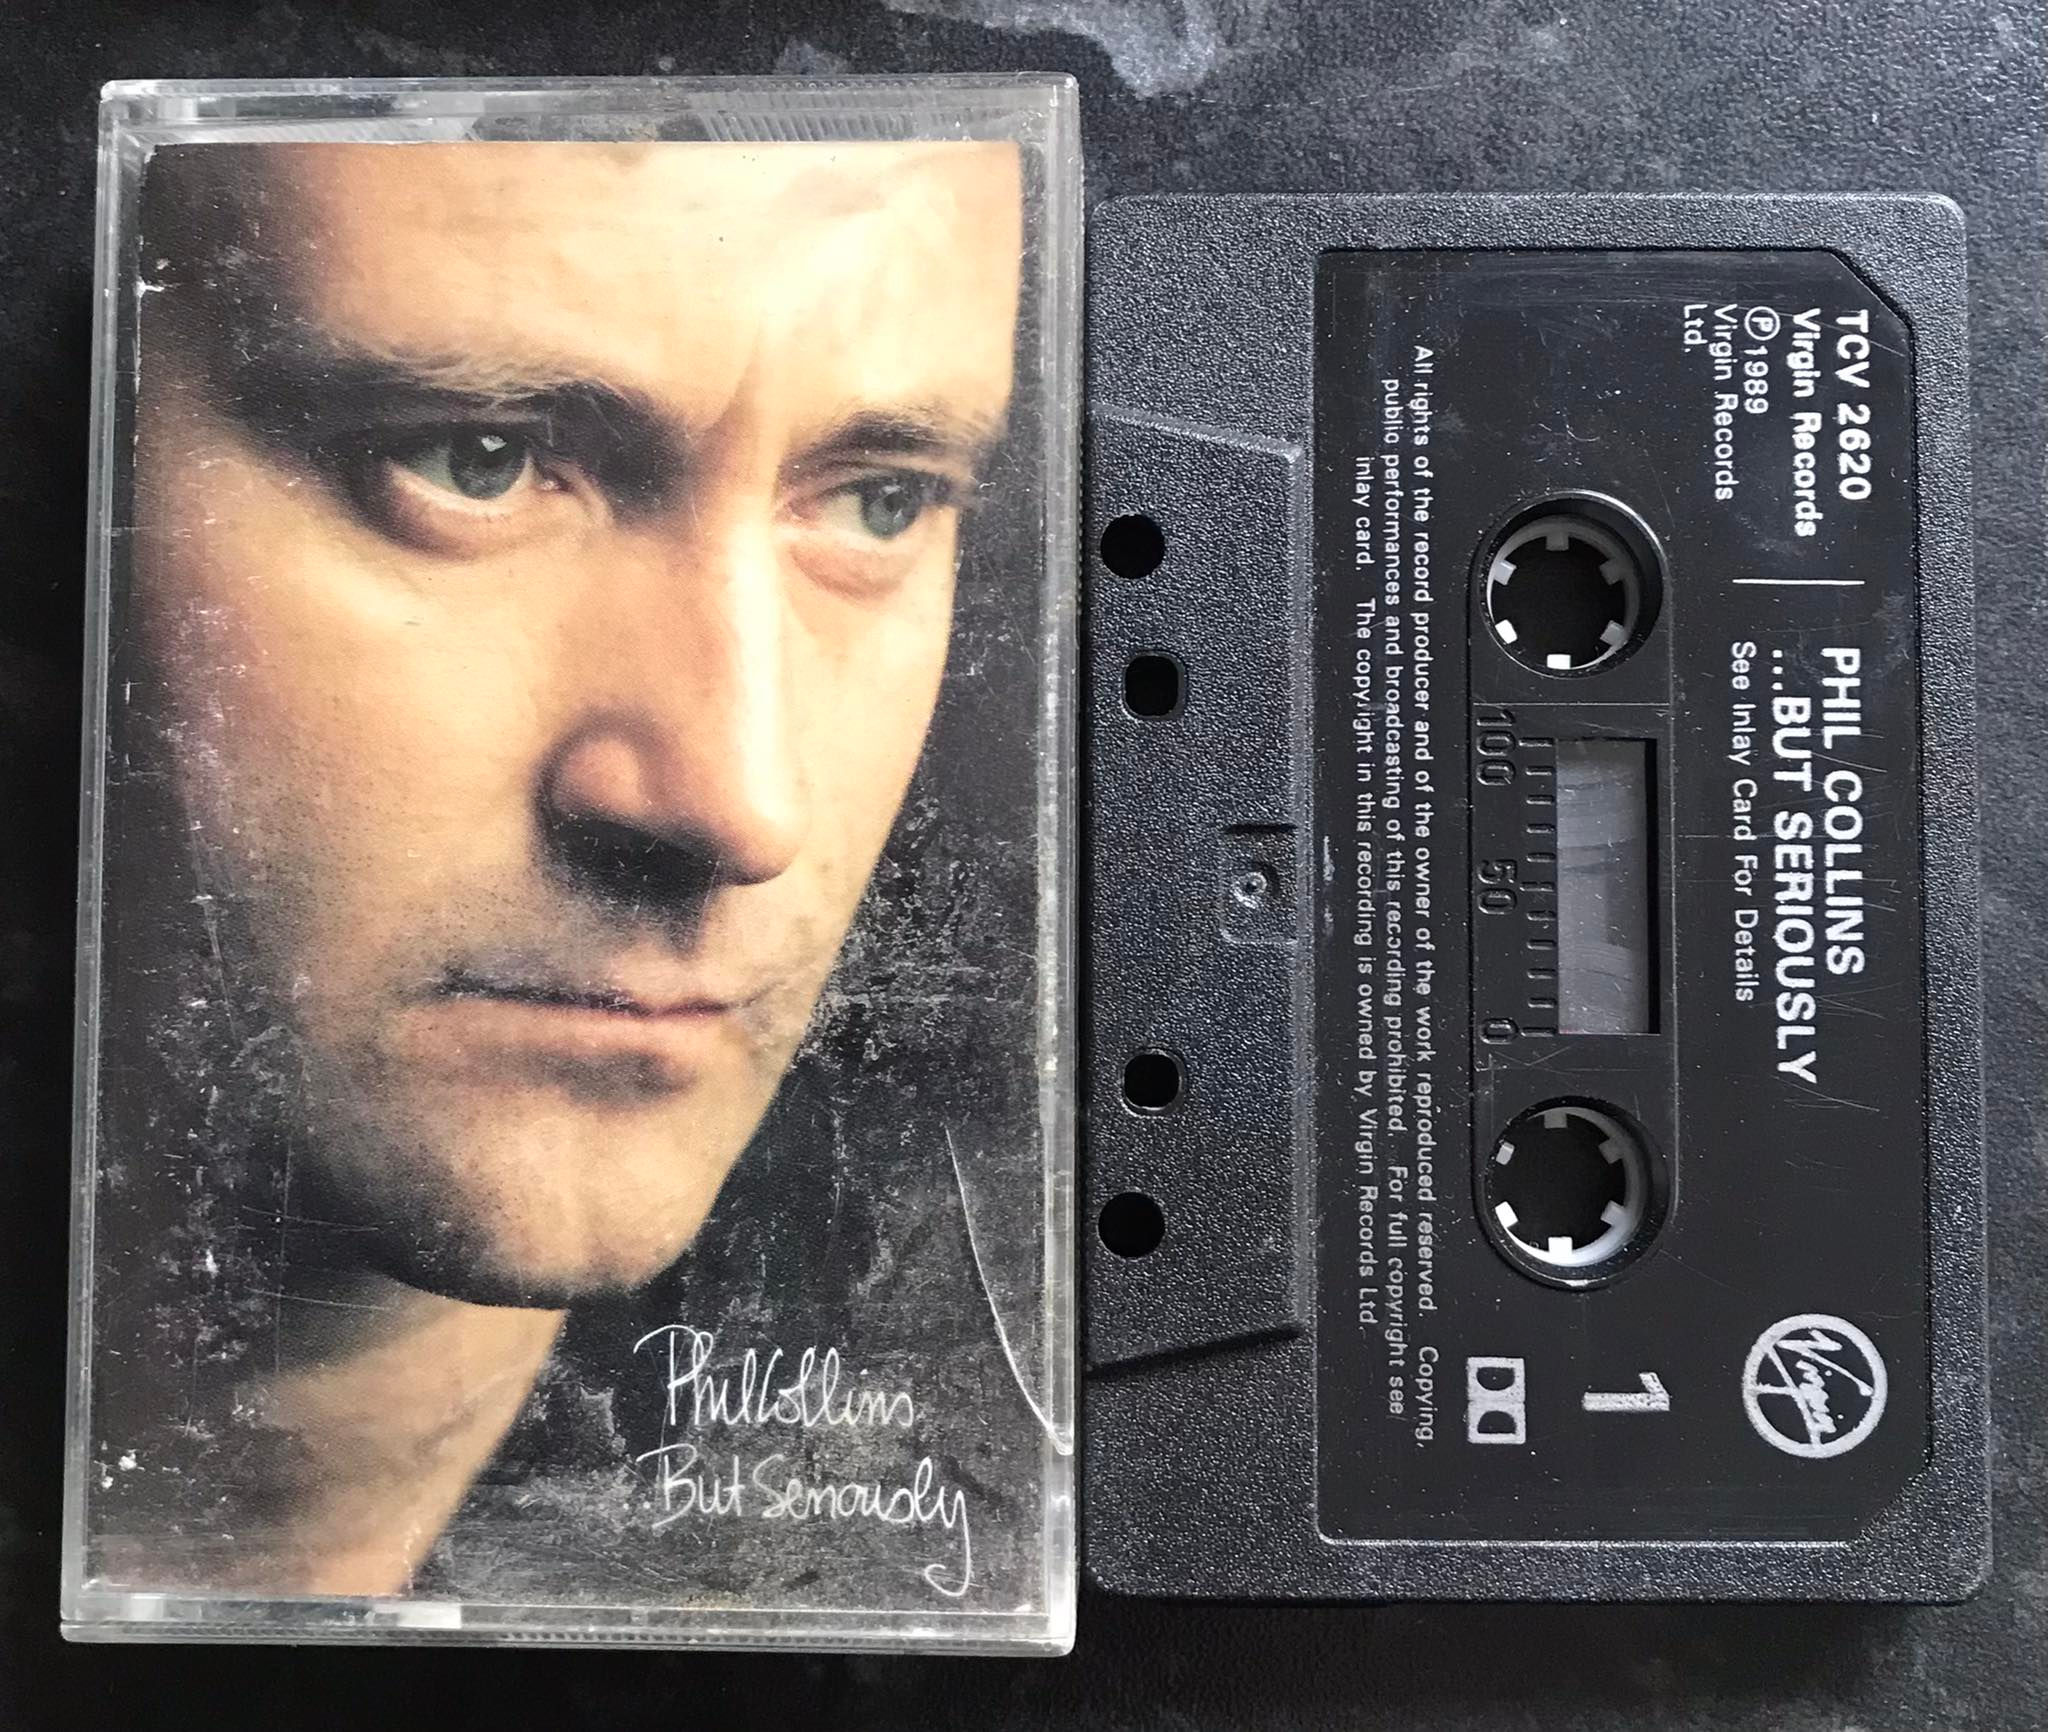 Phil Collins
...But Seriously
TCV 2620
Virgin Records
Ⓟ1989
Virgin Records
Ltd.
PHIL COLLINS
...BUT SERIOUSLY
See Inlay Card For Details
Virgin
1
100 50 0
All rights of the record producer and of the owner of the work reproduced reserved. Copying,
public performances and broadcasting of this recording prohibited. For full copyright see
inlay card. The copyright in this recording is owned by Virgin Records Ltd.